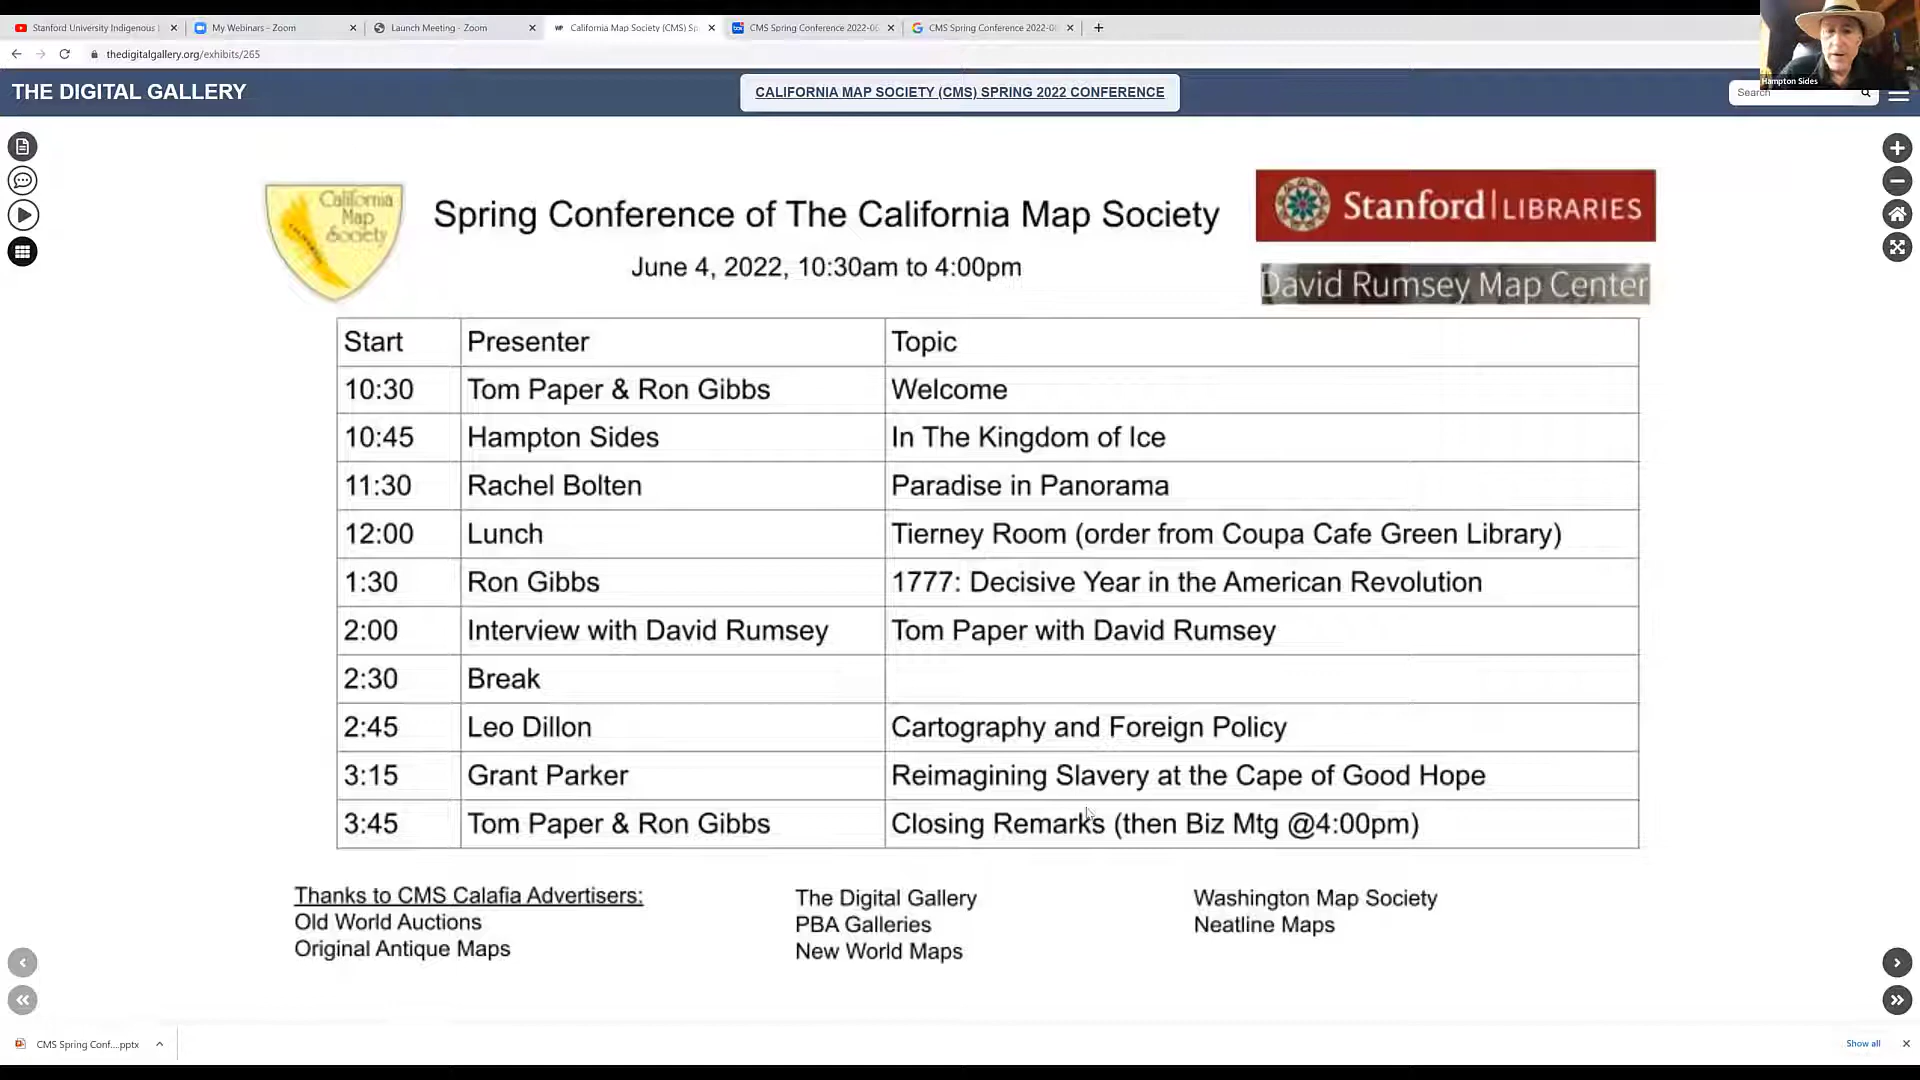 Stanford University Indigenous
My Webinars - Zoom
Launch Meeting - Zoom
California Map Society (CMS) Sp
CMS Spring Conference 2022-06
CMS Spring Conference 2022-06
thedigitalgallery.org/exhibits/265
Hampton Sides
THE DIGITAL GALLERY
CALIFORNIA MAP SOCIETY (CMS) SPRING 2022 CONFERENCE
Search
California
Map
Society
CALIFORNIA
Spring Conference of The California Map Society
June 4, 2022, 10:30am to 4:00pm
Stanford | LIBRARIES
David Rumsey Map Center
Start Presenter Topic
10:30 Tom Paper & Ron Gibbs Welcome
10:45 Hampton Sides In The Kingdom of Ice
11:30 Rachel Bolten Paradise in Panorama
12:00 Lunch Tierney Room (order from Coupa Cafe Green Library)
1:30 Ron Gibbs 1777: Decisive Year in the American Revolution
2:00 Interview with David Rumsey Tom Paper with David Rumsey
2:30 Break
2:45 Leo Dillon Cartography and Foreign Policy
3:15 Grant Parker Reimagining Slavery at the Cape of Good Hope
3:45 Tom Paper & Ron Gibbs Closing Remarks (then Biz Mtg @4:00pm)
Thanks to CMS Calafia Advertisers:
Old World Auctions
Original Antique Maps
The Digital Gallery
PBA Galleries
New World Maps
Washington Map Society
Neatline Maps
CMS Spring Conf....pptx
Show all